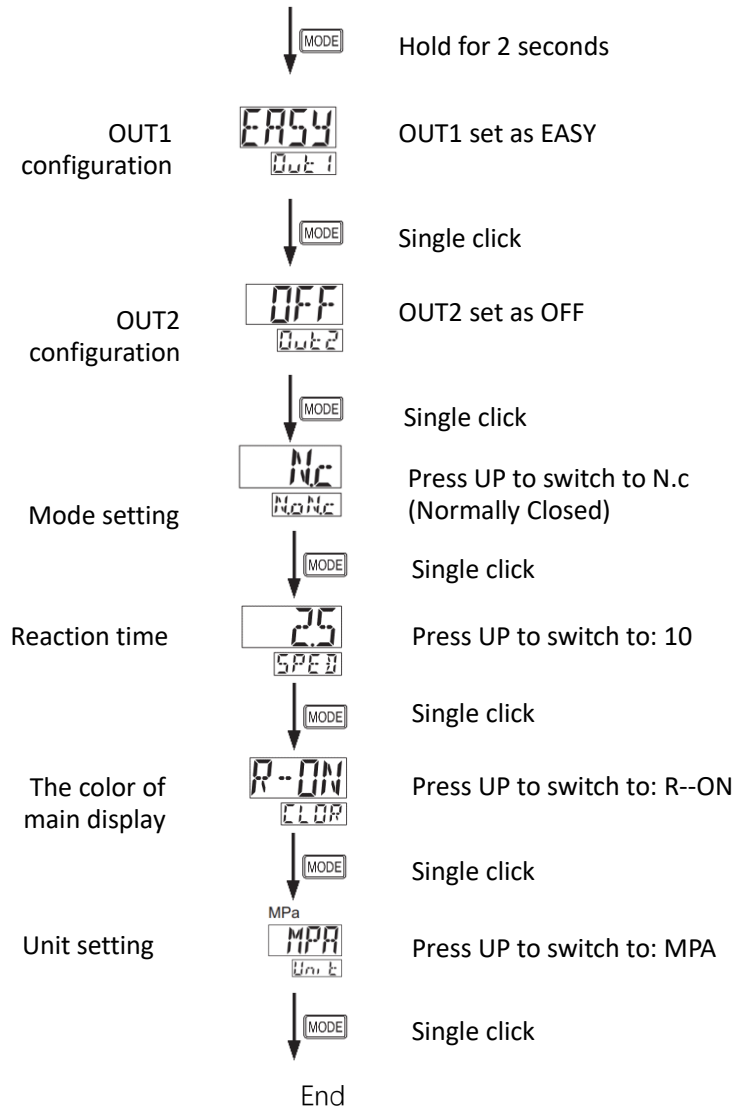 MODE
Hold for 2 seconds
OUT1
configuration
EASY
Out1
OUT1 set as EASY
MODE
Single click
OUT2
configuration
OFF
Out2
OUT2 set as OFF
MODE
Single click
Mode setting
N.c
N.oN.c
Press UP to switch to N.c
(Normally Closed)
MODE
Single click
Reaction time
2.5
SPED
Press UP to switch to: 10
MODE
Single click
The color of
main display
R-ON
CLOR
Press UP to switch to: R--ON
MODE
Single click
Unit setting
MPa
MPA
Unit
Press UP to switch to: MPA
MODE
Single click
End